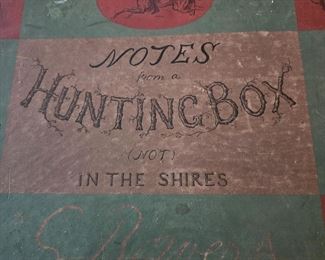 NOTES
from a
HUNTING BOX
(NOT)
IN THE SHIRES